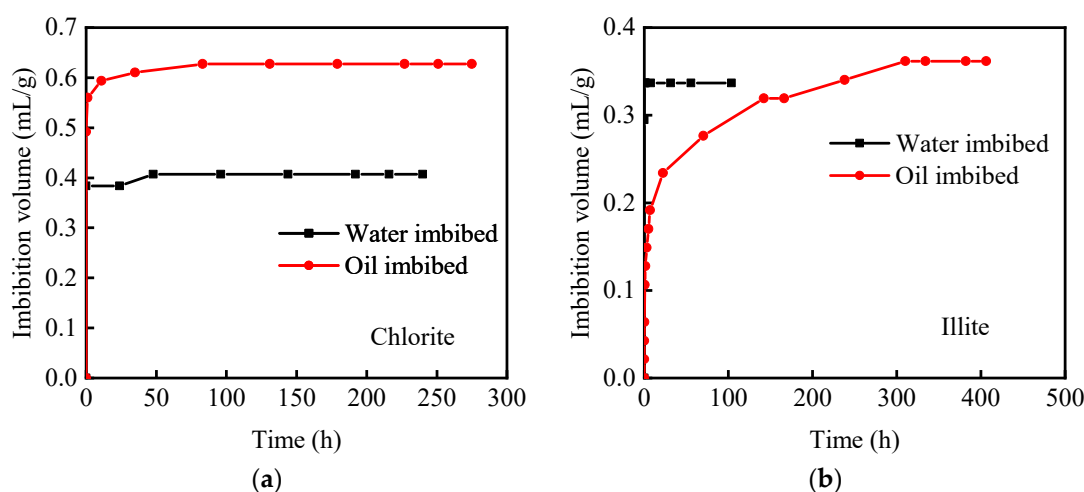 0.7
0.6
0.5
0.4
0.3
0.2
0.1
0.0
Imbibition volume (mL/g)
Water imbibed
Oil imbibed
Chlorite
0 50 100 150 200 250 300
Time (h)
(a)
0.4
0.3
0.2
0.1
0.0
Imbibition volume (mL/g)
Water imbibed
Oil imbibed
Illite
0 100 200 300 400 500
Time (h)
(b)